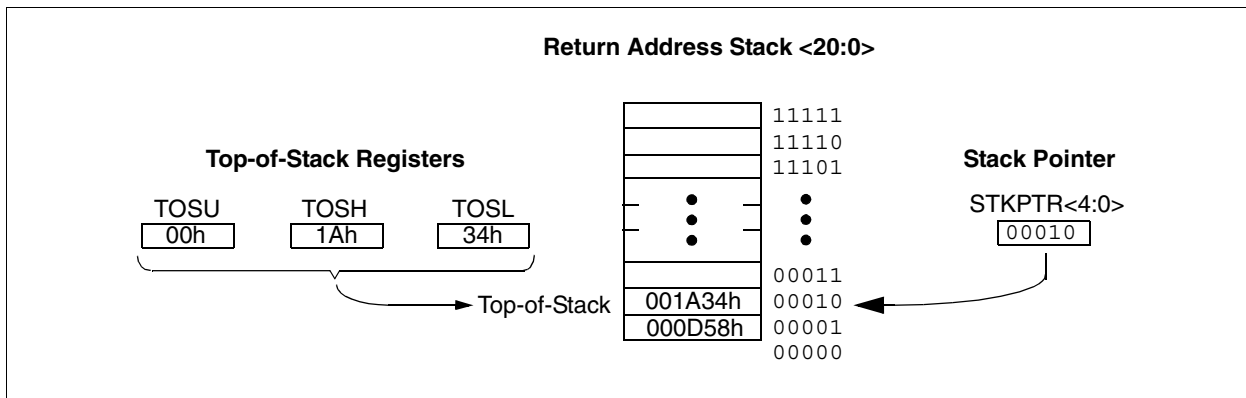 Return Address Stack <20:0>
11111
11110
11101
Top-of-Stack Registers
Stack Pointer
TOSU TOSH TOSL
STKPTR<4:0>
00h 1Ah 34h
00010
00011
Top-of-Stack 001A34h 00010
000D58h 00001
00000